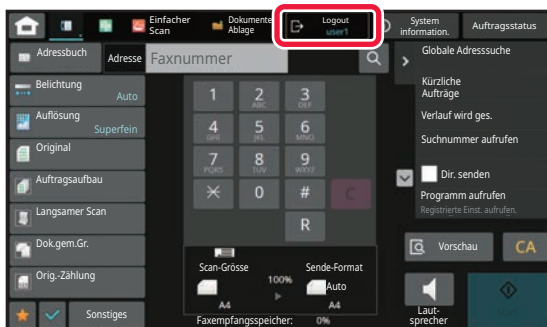 Einfacher
Scan
Dokumente
Ablage
Logout
user1
System
information.
Auftragsstatus
Adressbuch
Adresse
Faxnummer
Belichtung
Auto
Auflösung
Superfein
Original
Auftragsaufbau
Langsamer Scan
Dok.gem.Gr.
Orig.-Zählung
Sonstiges
1
2
ABC
3
DEF
4
GHI
5
JKL
6
MNO
7
PQRS
8
TUV
9
WXYZ
0
#
C
R
Scan-Grösse
100%
Sende-Format
Auto
A4
A4
Faxempfangsspeicher: 0%
Globale Adresssuche
Kürzliche
Aufträge
Verlauf wird ges.
Suchnummer aufrufen
Dir. senden
Programm aufrufen
Registrierte Einst. aufrufen.
Vorschau
CA
Laut-
sprecher
Start